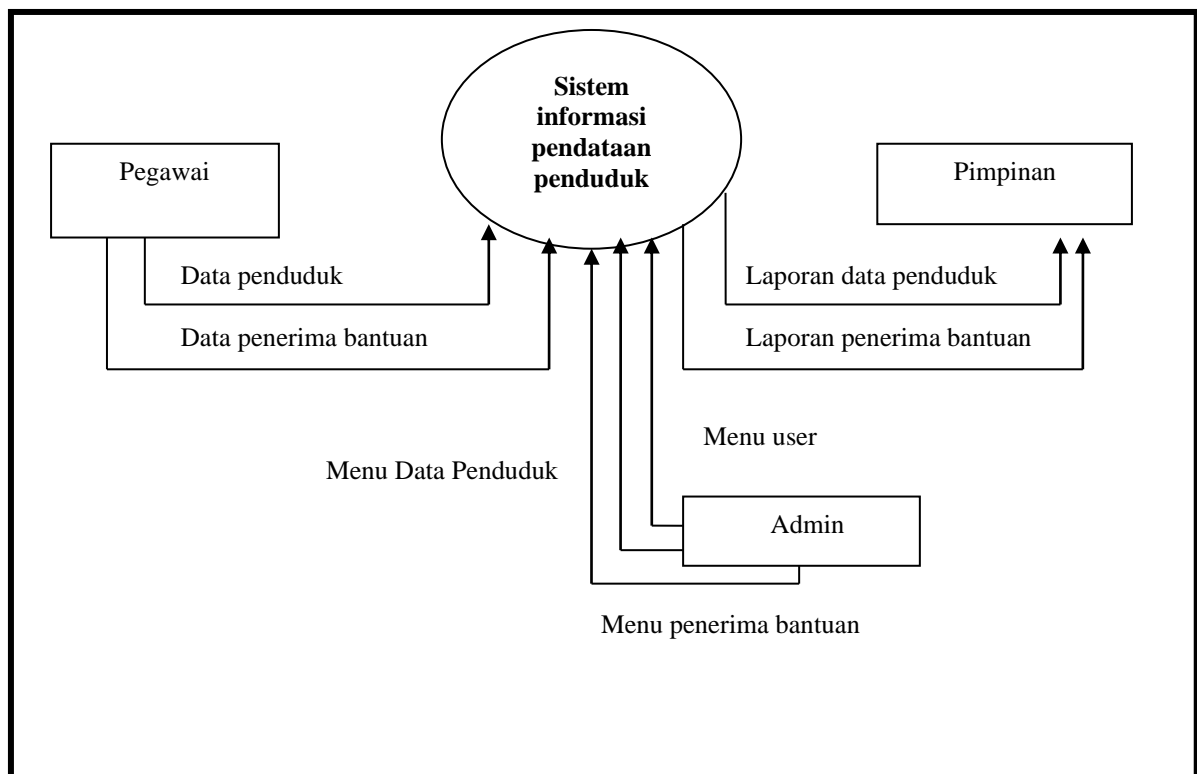 Sistem
informasi
pendataan
penduduk
Pegawai
Pimpinan
Data penduduk
Laporan data penduduk
Data penerima bantuan
Laporan penerima bantuan
Menu user
Menu Data Penduduk
Admin
Menu penerima bantuan